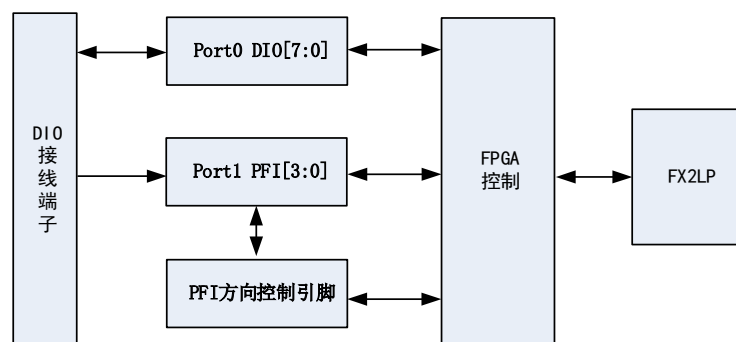 DIO
接
线
端
子
Port0 DIO[7:0]
Port1 PFI[3:0]
PFI方向控制引脚
FPGA
控制
FX2LP